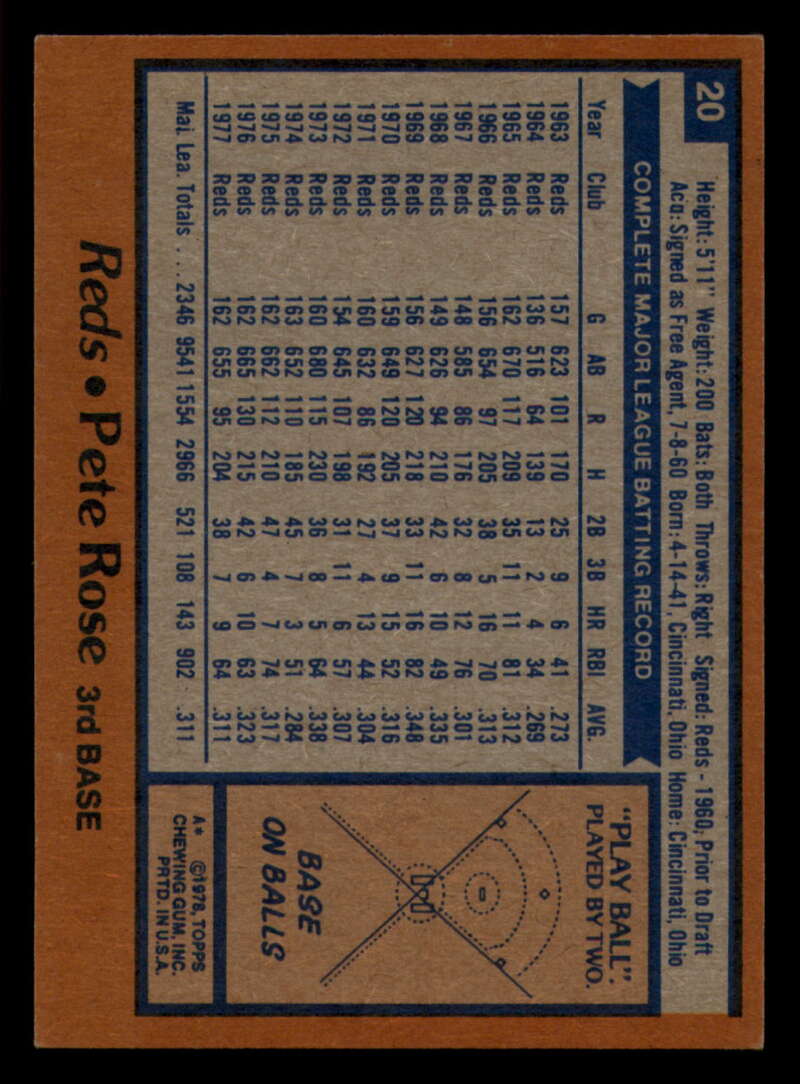 20
Height: 5'11" Weight: 200 Bats: Both Throws: Right Signed: Reds - 1960, Prior to Draft
Acq: Signed as Free Agent, 7-8-60 Born: 4-14-41, Cincinnati, Ohio Home: Cincinnati, Ohio
COMPLETE MAJOR LEAGUE BATTING RECORD
Year Club G AB R H 2B 3B HR RBI AVG.
1963 Reds 157 623 101 170 25 9 6 41 .273
1964 Reds 136 516 64 139 13 2 4 34 .269
1965 Reds 162 670 117 209 35 11 11 81 .312
1966 Reds 156 654 97 205 38 5 16 70 .313
1967 Reds 148 585 86 176 32 8 12 76 .301
1968 Reds 149 626 94 210 42 6 10 49 .335
1969 Reds 156 627 120 218 33 11 16 82 .348
1970 Reds 159 649 120 205 37 9 15 52 .316
1971 Reds 160 632 86 192 27 4 13 44 .304
1972 Reds 154 645 107 198 31 11 6 57 .307
1973 Reds 160 680 115 230 36 8 5 64 .338
1974 Reds 163 652 110 185 45 7 3 51 .284
1975 Reds 162 662 112 210 47 4 7 74 .317
1976 Reds 162 665 130 215 42 6 10 63 .323
1977 Reds 162 655 95 204 38 7 9 64 .311
Maj. Lea. Totals . . . 2346 9541 1554 2966 521 108 143 902 .311
"PLAY BALL".
PLAYED BY TWO.
BASE
ON BALLS
A* ©1978, TOPPS
CHEWING GUM, INC.
PRTD. IN U.S.A.
Reds • Pete Rose 3rd BASE